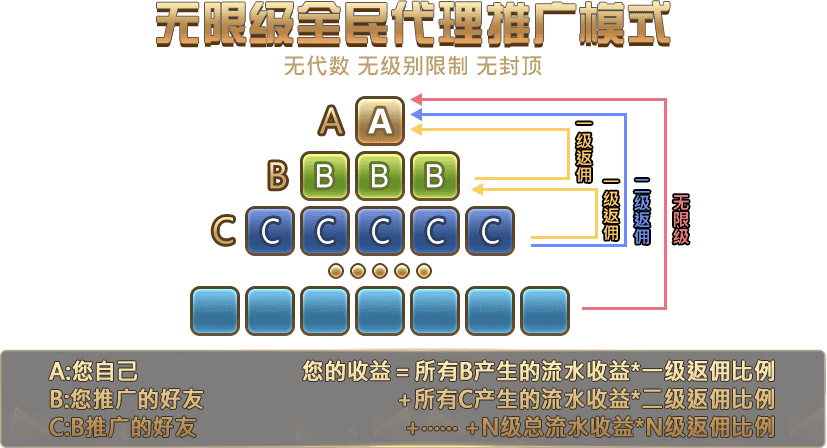 无限级全民代理推广模式
无代数 无级别限制 无封顶
A A
B B B B
C C C C C C
一级返佣
一级返佣
二级返佣
无限级
A:您自己 您的收益=所有B产生的流水收益*一级返佣比例
B:您推广的好友 +所有C产生的流水收益*二级返佣比例
C:B推广的好友 +······ +N级总流水收益*N级返佣比例